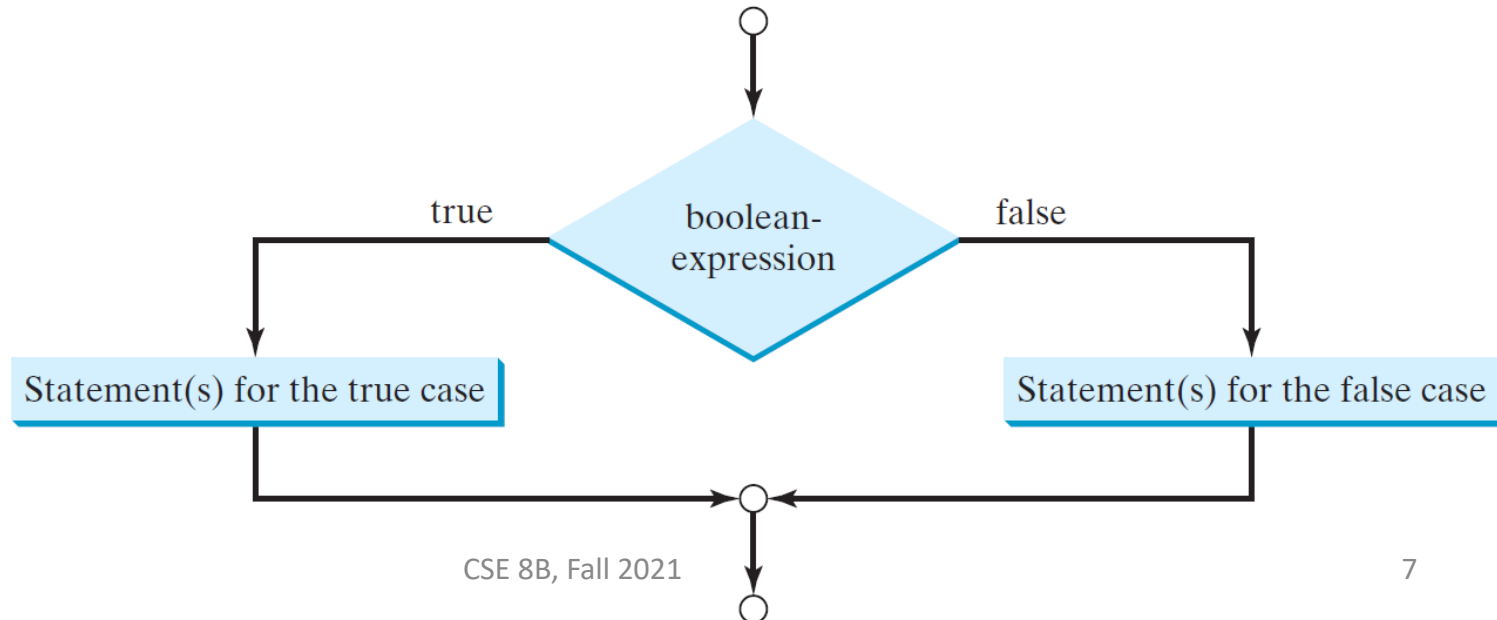 true
boolean-
expression
false
Statement(s) for the true case
Statement(s) for the false case
CSE 8B, Fall 2021
7